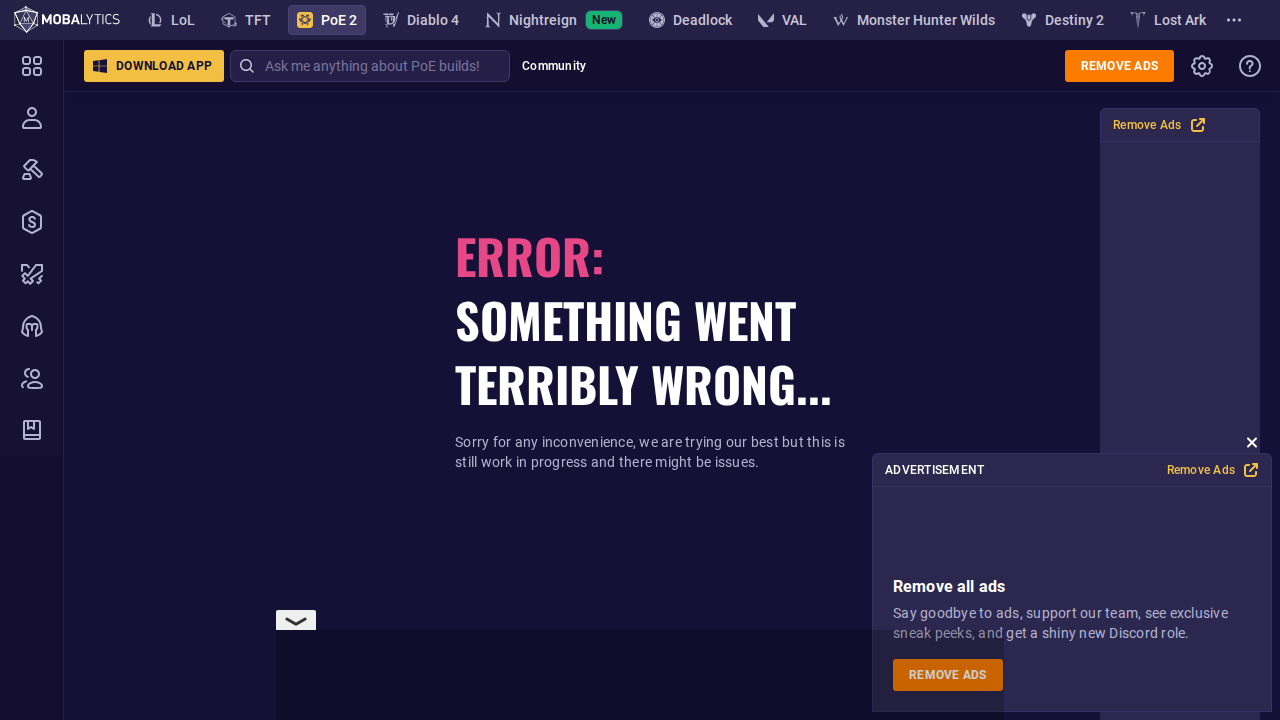 MOBALYTICS
LoL
TFT
PoE 2
Diablo 4
Nightreign
New
Deadlock
VAL
Monster Hunter Wilds
Destiny 2
Lost Ark
DOWNLOAD APP
Ask me anything about PoE builds!
Community
REMOVE ADS
Remove Ads
ERROR:
SOMETHING WENT
TERRIBLY WRONG...
Sorry for any inconvenience, we are trying our best but this is
still work in progress and there might be issues.
ADVERTISEMENT
Remove Ads
Remove all ads
Say goodbye to ads, support our team, see exclusive
sneak peeks, and get a shiny new Discord role.
REMOVE ADS